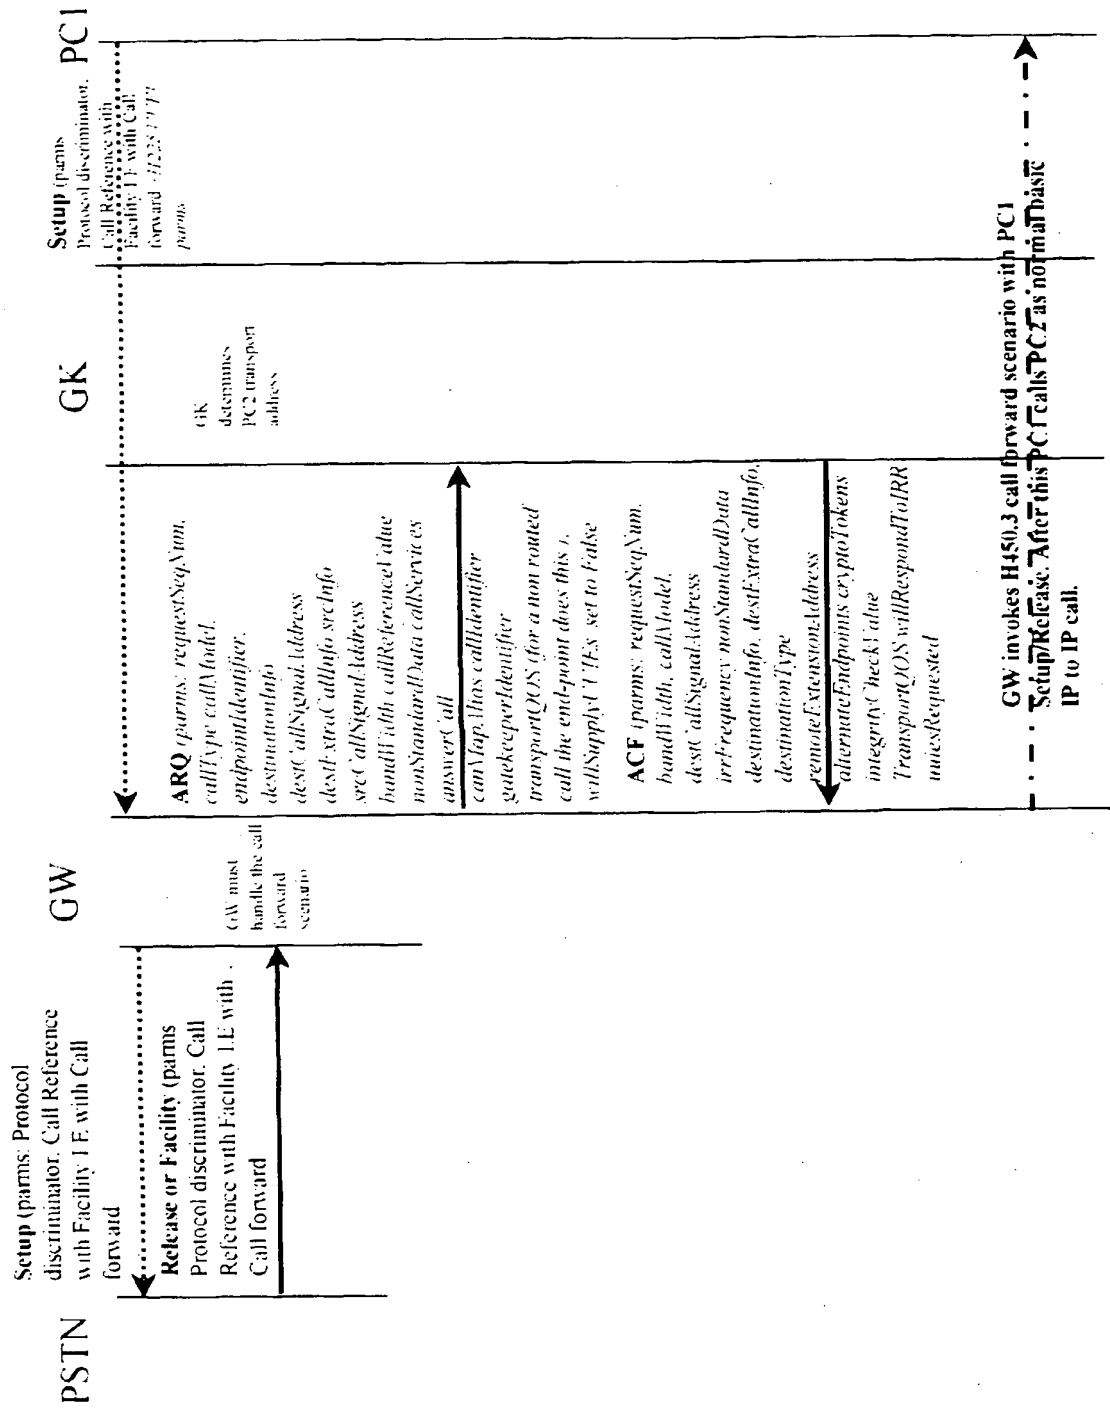 PSTN
GW
GK
PC1
Setup (parms: Protocol
discriminator. Call Reference
with Facility I.E. with Call
forward
Release or Facility (parms
Protocol discriminator. Call
Reference with Facility I.E with
Call forward
GW must
handle the call
forward
scenario
ARQ (parms: requestSeqNum,
callType callModel,
endpointIdentifier,
destinationInfo
destCallSignalAddress
destExtraCallInfo srcInfo
srcCallSignalAddress
bandWidth callReferenceValue
nonStandardData callServices
answerCall
canMapAlias callIdentifier
gatekeeperIdentifier
transportQOS (for a non routed
call the end-point does this),
willSupplyUUIEs set to False
ACF (parms: requestSeqNum.
bandWidth, callModel,
destCallSignalAddress
irrFrequency nonStandardData
destinationInfo, destExtraCallInfo,
destinationType
remoteExtensionAddress
alternateEndpoints cryptoTokens
integrityCheckValue
TransportQOS willRespondToIRR
uuiesRequested
GK
determines
PC2 transport
address
Setup (parms
Protocol discriminator.
Call Reference with
Facility I E with Call
forward
parms
GW invokes H450.3 call forward scenario with PC1
Setup/Release. After this PC1 calls PC2 as normal basic
IP to IP call.